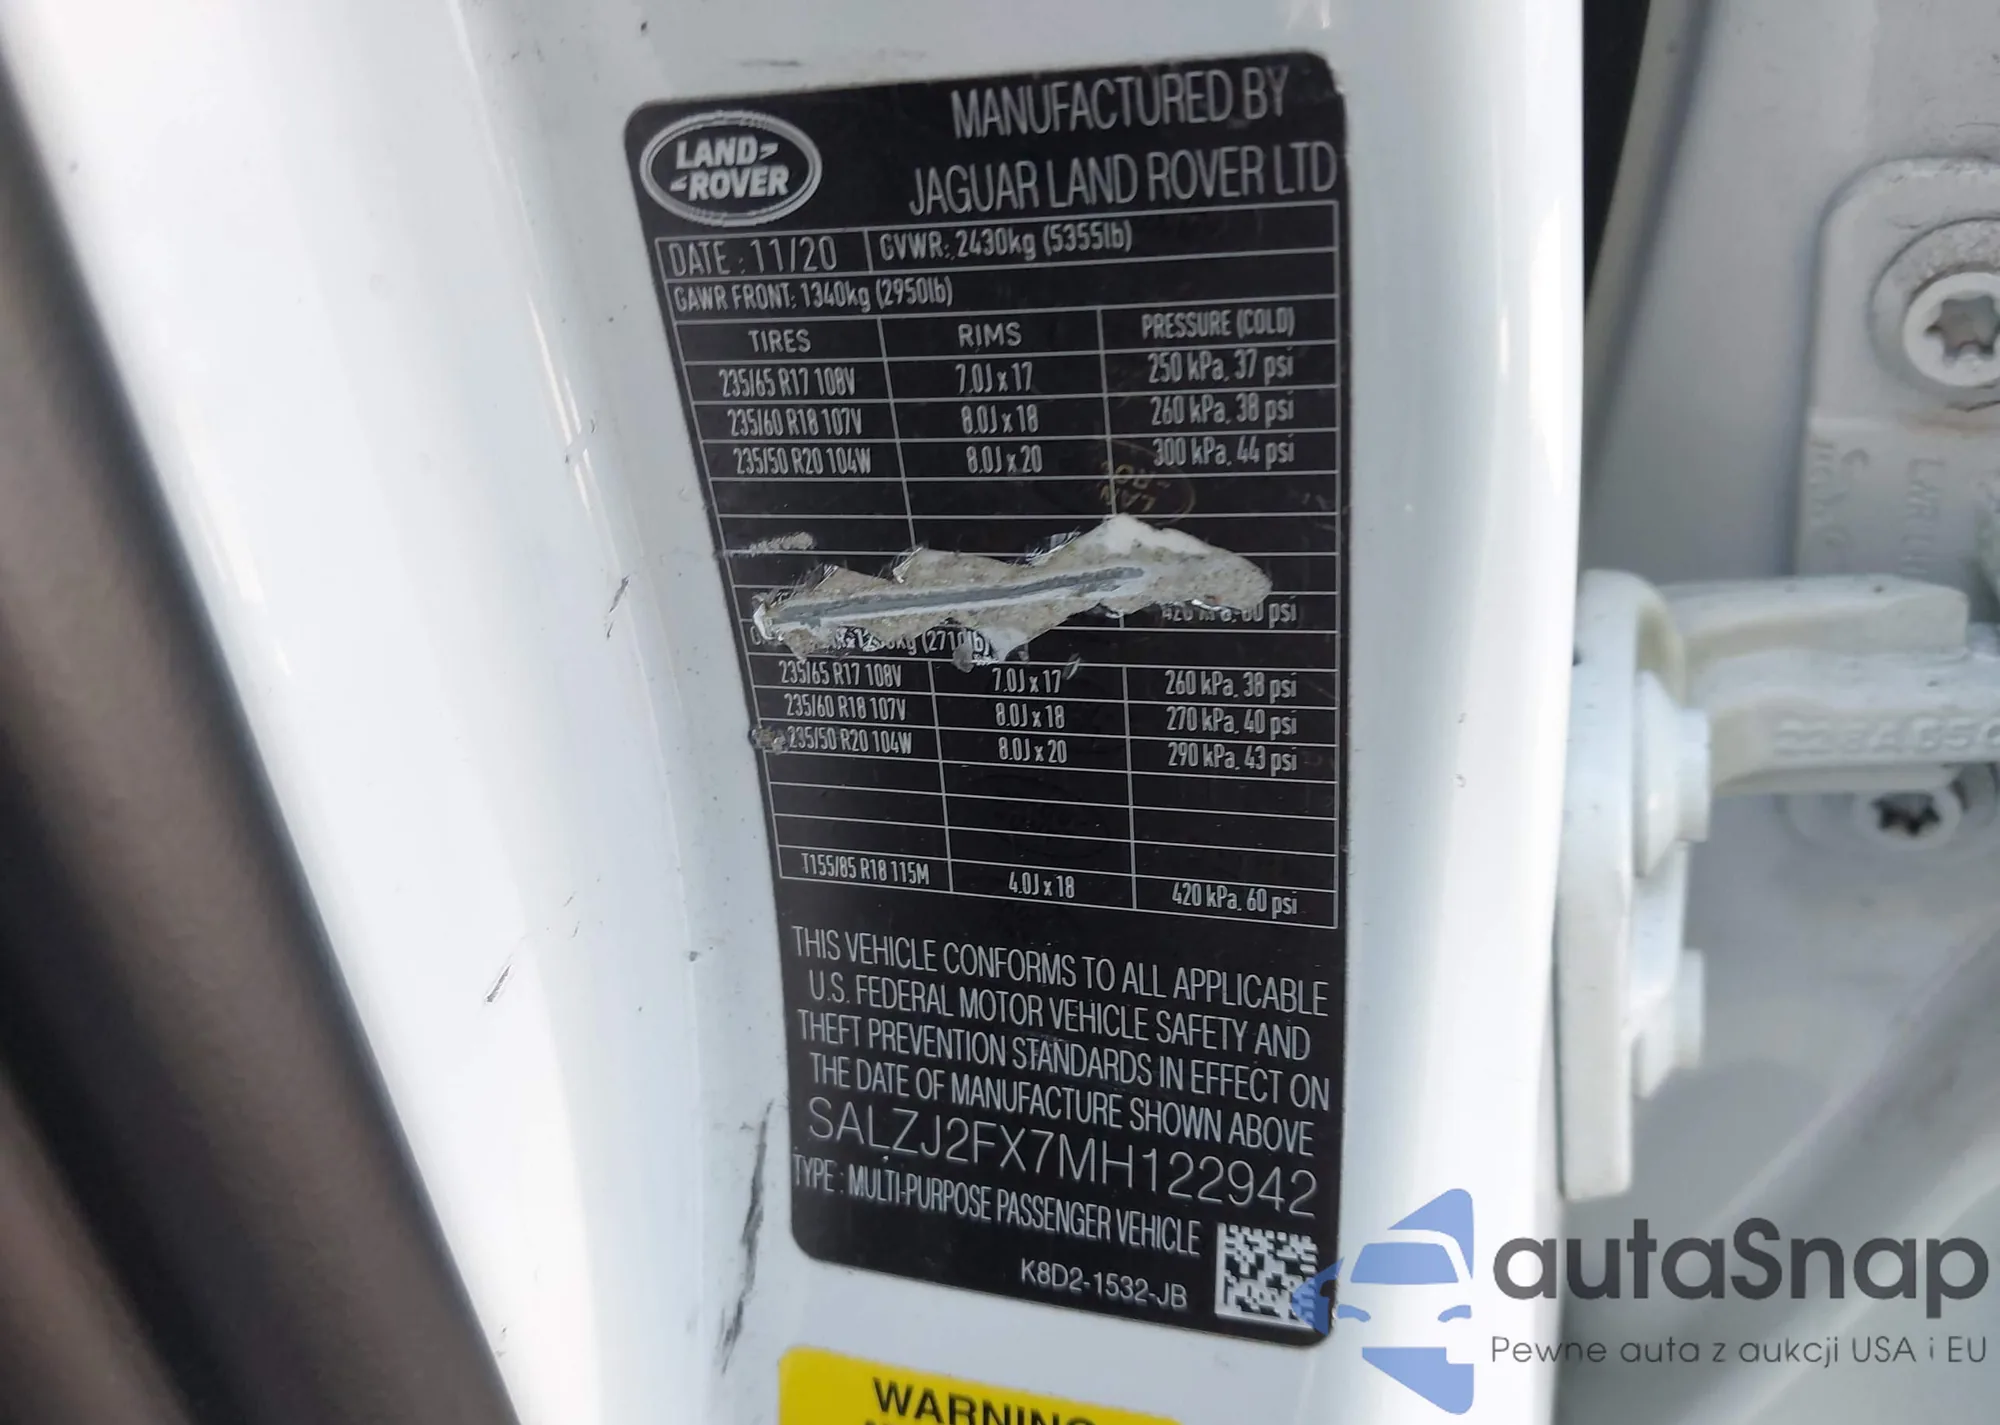 LAND
ROVER
MANUFACTURED BY
JAGUAR LAND ROVER LTD
DATE : 11/20 GVWR: 2430kg (5355lb)
GAWR FRONT: 1340kg (2950lb)
TIRES RIMS PRESSURE (COLD)
235/65 R17 108V 7.0J x 17 250 kPa, 37 psi
235/60 R18 107V 8.0J x 18 260 kPa, 38 psi
235/50 R20 104W 8.0J x 20 300 kPa, 44 psi
psi
(2710lb)
235/65 R17 108V 7.0J x 17 260 kPa, 38 psi
235/60 R18 107V 8.0J x 18 270 kPa, 40 psi
235/50 R20 104W 8.0J x 20 290 kPa, 43 psi
T155/85 R18 115M 4.0J x 18 420 kPa, 60 psi
THIS VEHICLE CONFORMS TO ALL APPLICABLE
U.S. FEDERAL MOTOR VEHICLE SAFETY AND
THEFT PREVENTION STANDARDS IN EFFECT ON
THE DATE OF MANUFACTURE SHOWN ABOVE
SALZJ2FX7MH122942
TYPE : MULTI-PURPOSE PASSENGER VEHICLE
K8D2-1532-JB
WARNING
autaSnap
Pewne auta z aukcji USA i EU